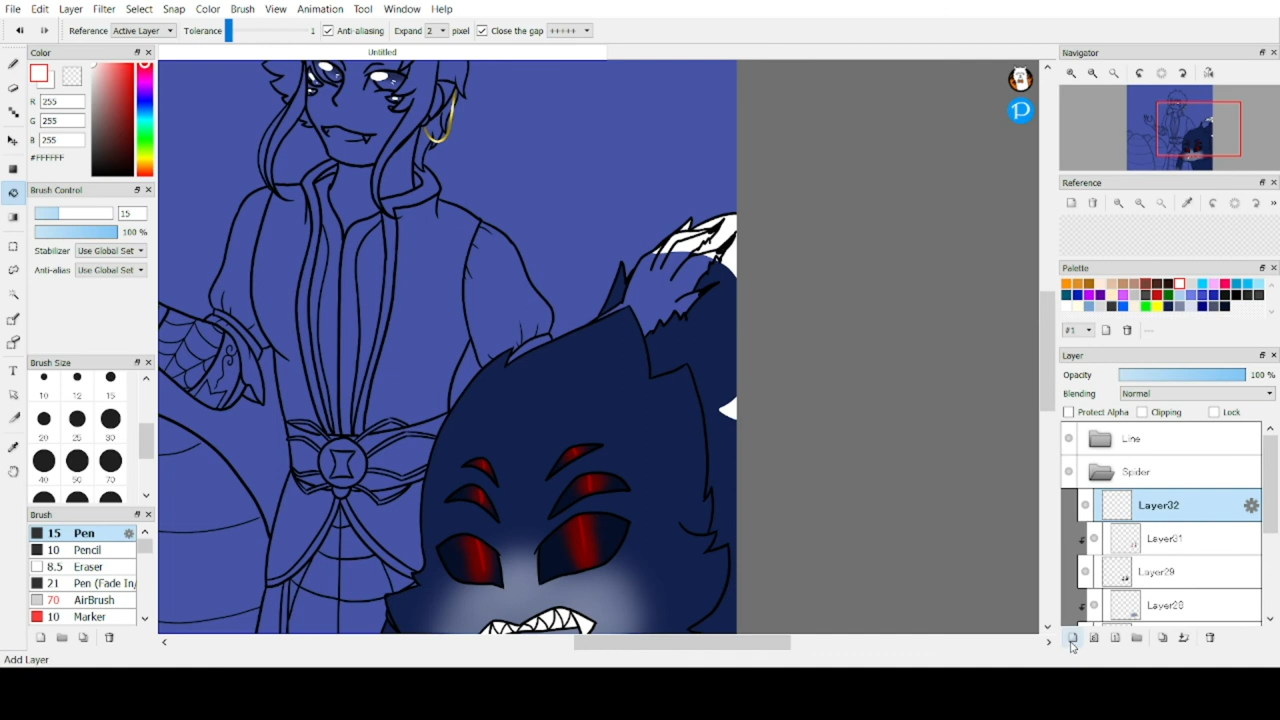 File Edit Layer Filter Select Snap Color Brush View Animation Tool Window Help
Reference Active Layer Tolerance 1 Anti-aliasing Expand 2 pixel Close the gap +++++
Untitled
Color
R 255
G 255
B 255
#FFFFFF
Brush Control
15
100 %
Stabilizer Use Global Set
Anti-alias Use Global Set
Brush Size
10 12 15
20 25 30
40 50 70
Brush
15 Pen
10 Pencil
8.5 Eraser
21 Pen (Fade In/
70 AirBrush
10 Marker
Add Layer
Navigator
Reference
Palette
#1
Layer
Opacity 100 %
Blending Normal
Protect Alpha Clipping Lock
Line
Spider
Layer32
Layer31
Layer29
Layer28